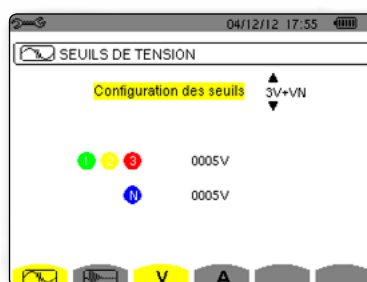 04/12/12 17:55
SEUILS DE TENSION
Configuration des seuils 3V+VN
1 2 3 0005V
N 0005V
V A